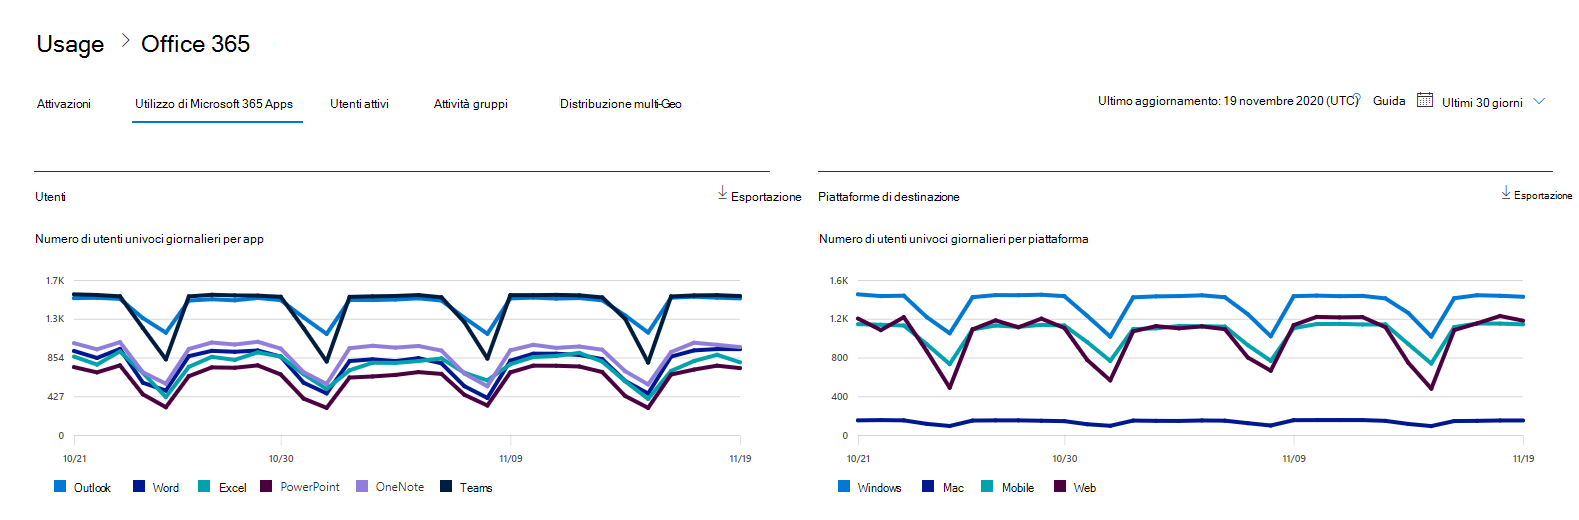 Usage > Office 365
Attivazioni Utilizzo di Microsoft 365 Apps Utenti attivi Attività gruppi Distribuzione multi-Geo Ultimo aggiornamento: 19 novembre 2020 (UTC) Guida Ultimi 30 giorni
Utenti Esportazione
Numero di utenti univoci giornalieri per app
1.7K
1.3K
854
427
0
10/21 10/30 11/09 11/19
Outlook Word Excel PowerPoint OneNote Teams
Piattaforme di destinazione Esportazione
Numero di utenti univoci giornalieri per piattaforma
1.6K
1.2K
800
400
0
10/21 10/30 11/09 11/19
Windows Mac Mobile Web